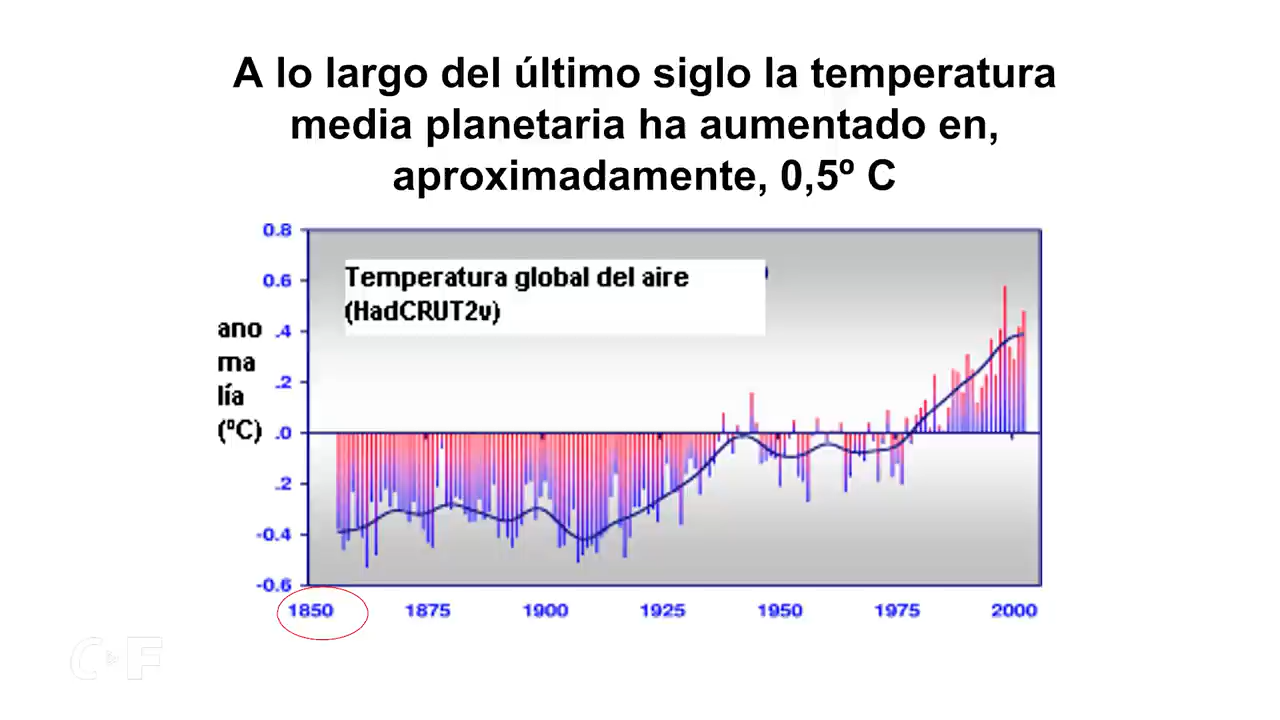 A lo largo del último siglo la temperatura
media planetaria ha aumentado en,
aproximadamente, 0,5º C
0.8
Temperatura global del aire
0.6
(HadCRUT2v)
ano
.4
ma
lía
.2
(ºC)
.0
.2
-0.4
-0.6
1850 1875 1900 1925 1950 1975 2000
C&F